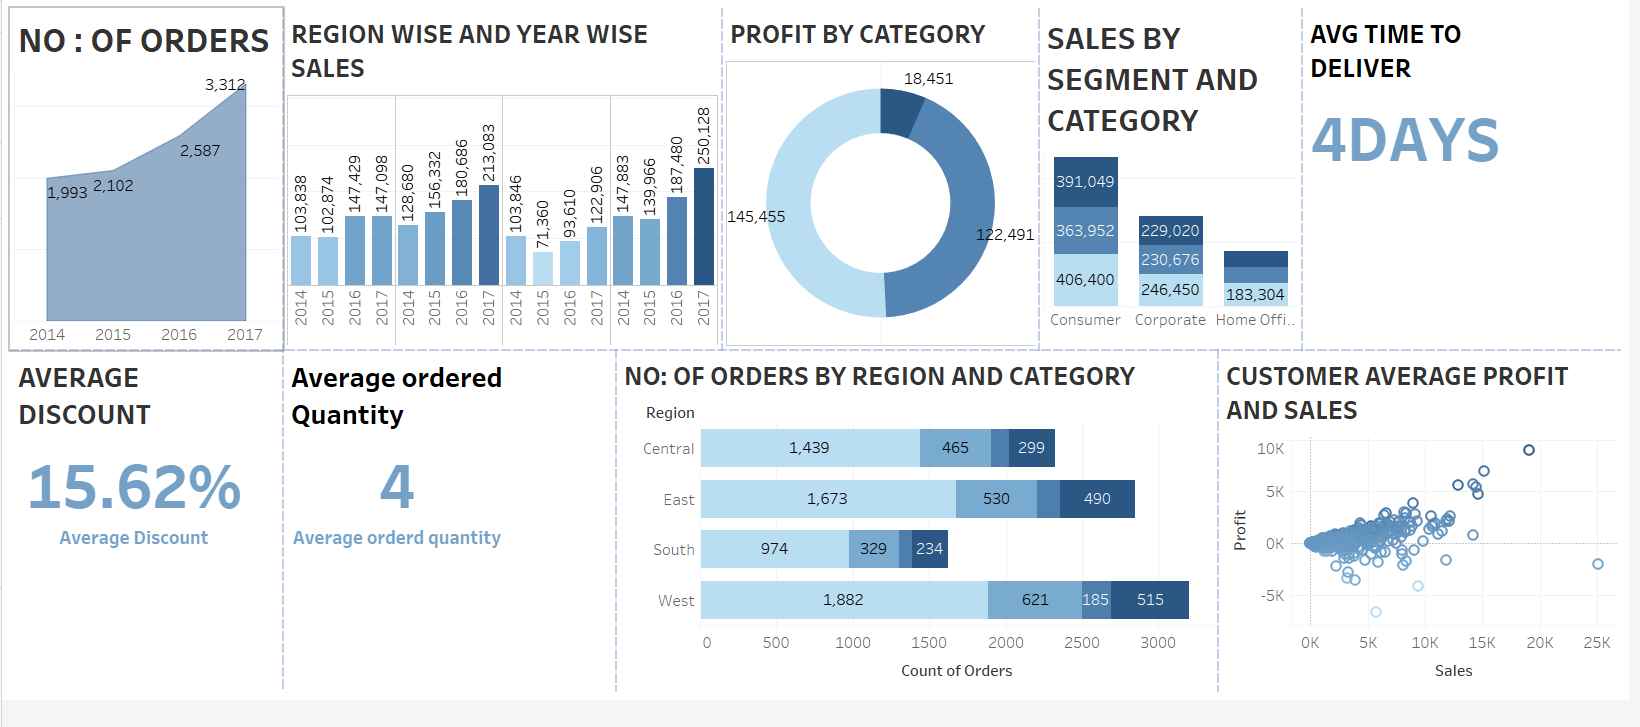 NO : OF ORDERS
3,312
2,587
1,993
2,102
2014
2015
2016
2017
REGION WISE AND YEAR WISE
SALES
103,838
102,874
147,429
147,098
128,680
156,332
180,686
213,083
103,846
71,360
93,610
122,906
147,883
139,966
187,480
250,128
2014
2015
2016
2017
2014
2015
2016
2017
2014
2015
2016
2017
2014
2015
2016
2017
PROFIT BY CATEGORY
18,451
145,455
122,491
SALES BY
SEGMENT AND
CATEGORY
391,049
363,952
406,400
229,020
230,676
246,450
183,304
Consumer
Corporate
Home Offi..
AVG TIME TO
DELIVER
4DAYS
AVERAGE
DISCOUNT
15.62%
Average Discount
Average ordered
Quantity
4
Average orderd quantity
NO: OF ORDERS BY REGION AND CATEGORY
Region
Central
1,439
465
299
East
1,673
530
490
South
974
329
234
West
1,882
621
185
515
0
500
1000
1500
2000
2500
3000
Count of Orders
CUSTOMER AVERAGE PROFIT
AND SALES
10K
5K
0K
-5K
Profit
0K
5K
10K
15K
20K
25K
Sales